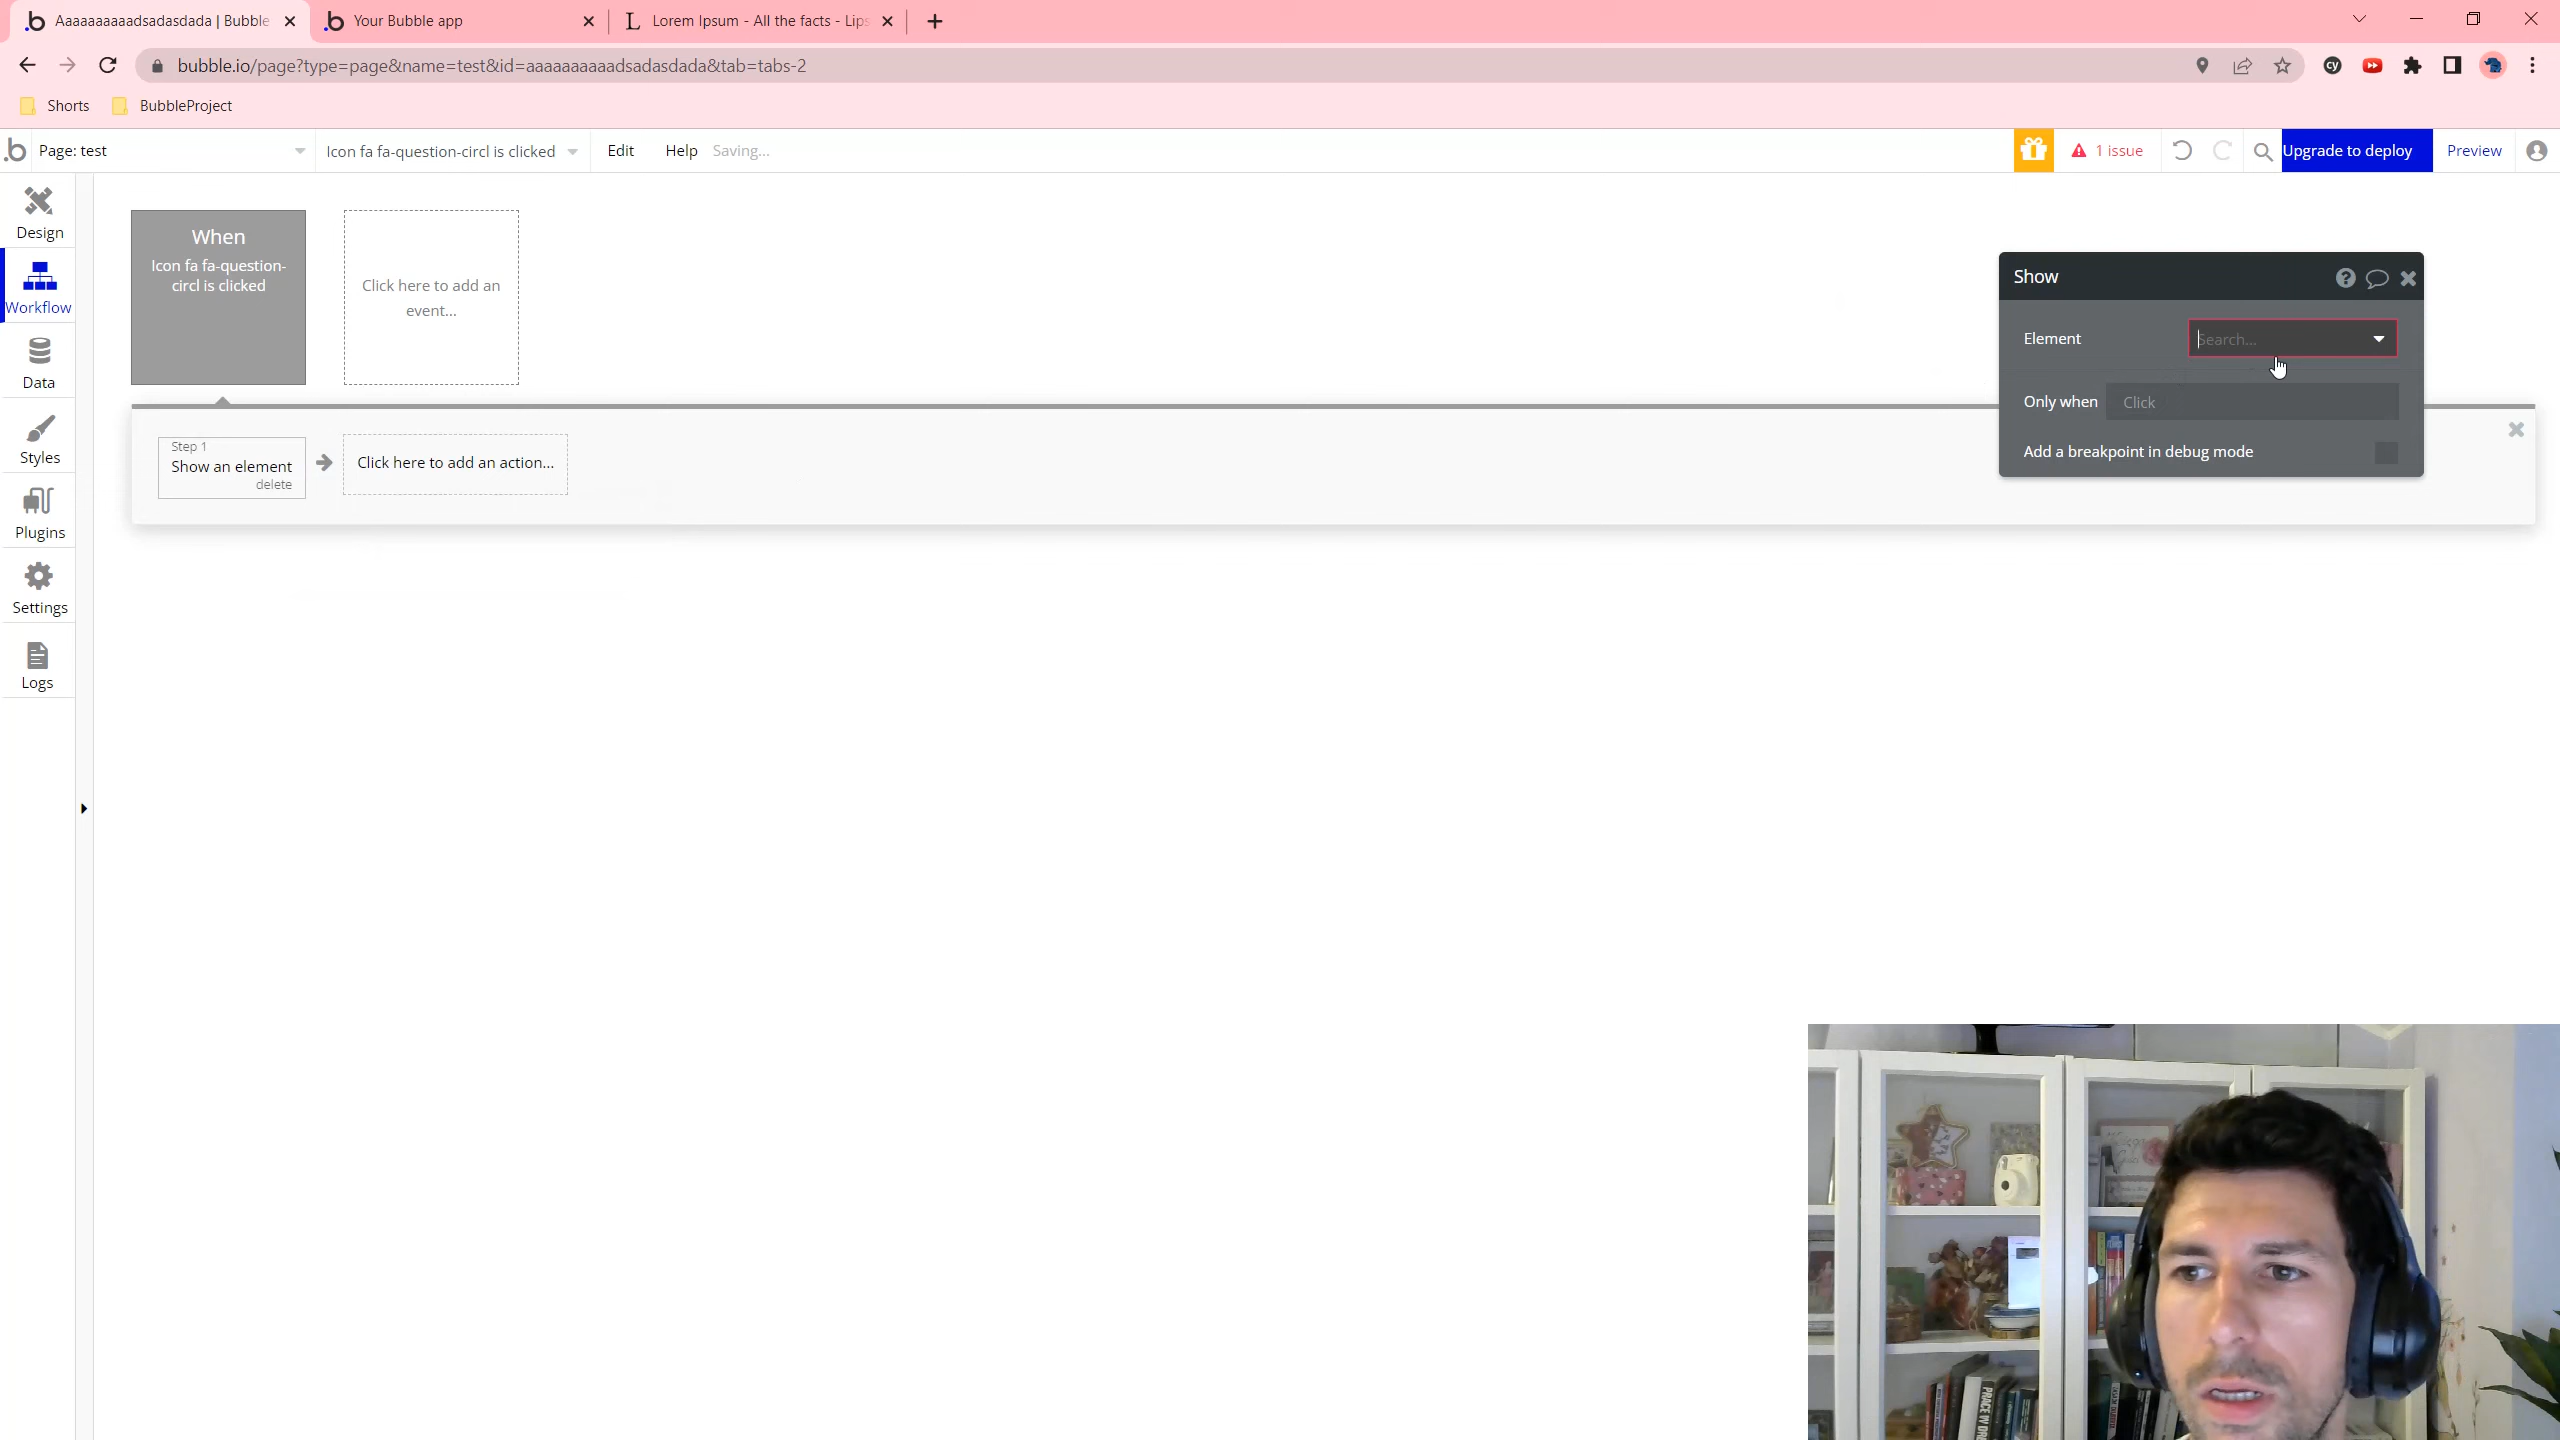 Aaaaaaaaaadsadasdada | Bubble
Your Bubble app
Lorem Ipsum - All the facts - Lips
bubble.io/page?type=page&name=test&id=aaaaaaaaaadsadasdada&tab=tabs-2
Shorts
BubbleProject
Page: test
Icon fa fa-question-circl is clicked
Edit
Help
Saving...
1 issue
Upgrade to deploy
Preview
Design
Workflow
Data
Styles
Plugins
Settings
Logs
When
Icon fa fa-question-
circl is clicked
Click here to add an
event...
Step 1
Show an element
delete
Click here to add an action...
Show
Element
Search...
Only when
Click
Add a breakpoint in debug mode